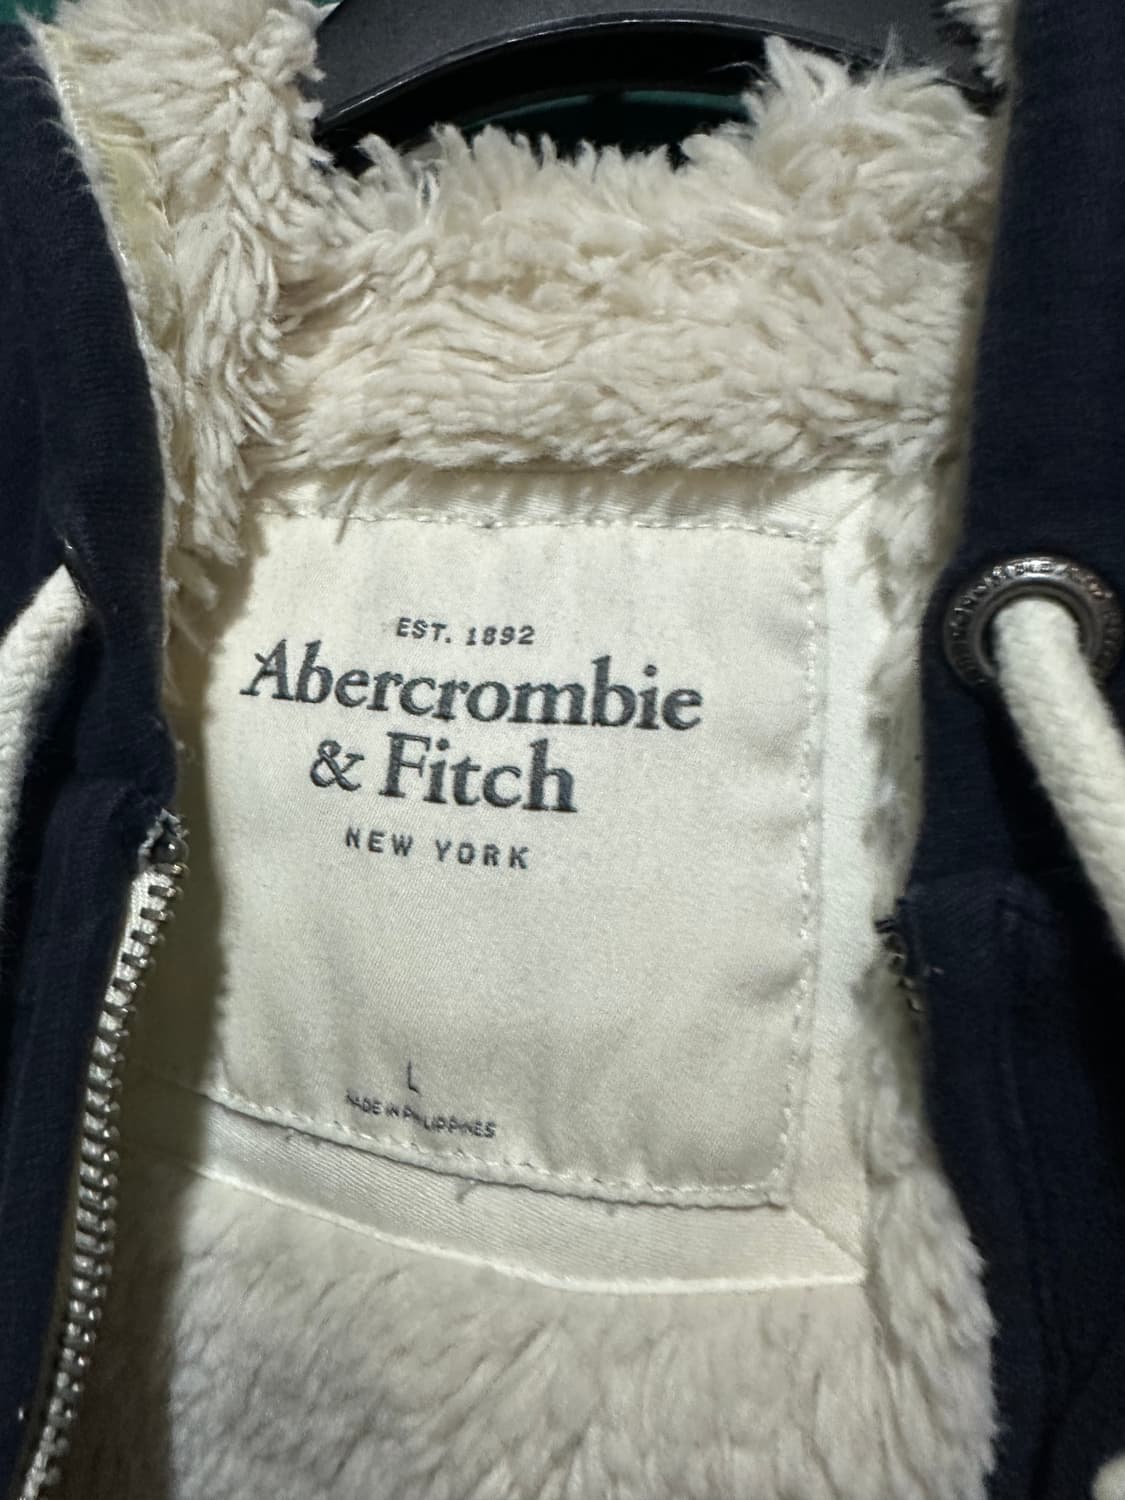 EST. 1892
Abercrombie
& Fitch
NEW YORK
L
MADE IN PHILIPPINES